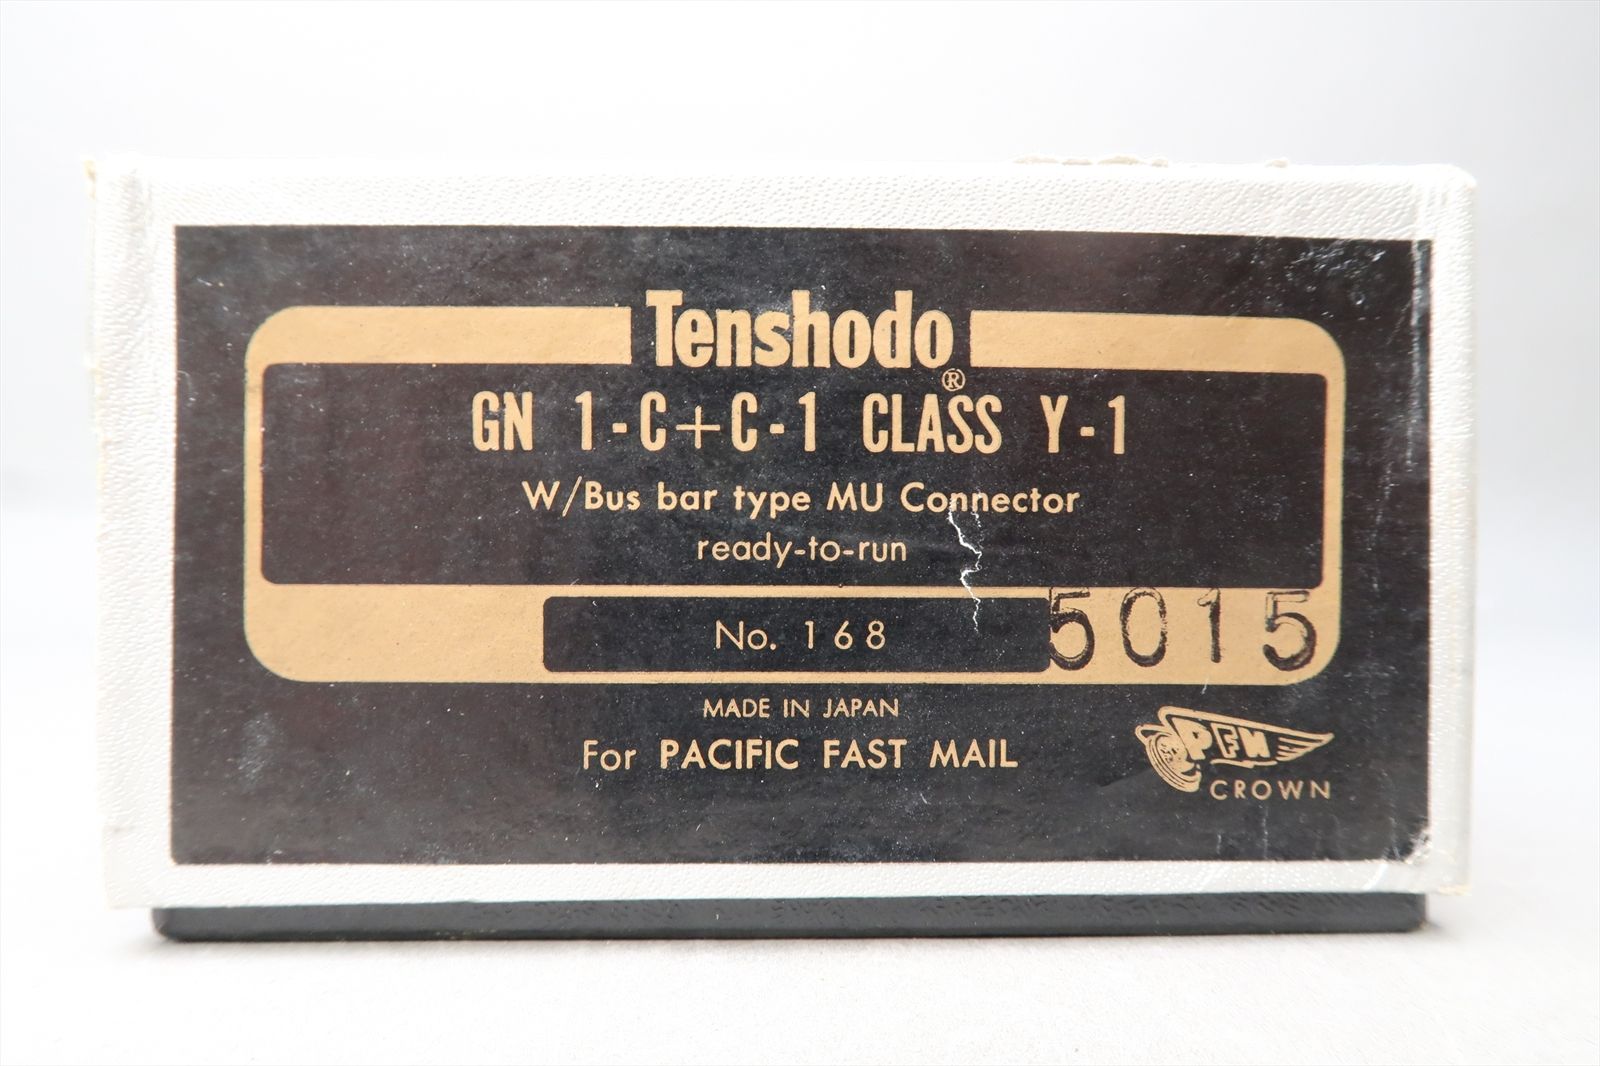 Tenshodo®
GN 1-C+C-1 CLASS Y-1
W/Bus bar type MU Connector
ready-to-run
No. 168
5015
MADE IN JAPAN
For PACIFIC FAST MAIL
PFM
CROWN